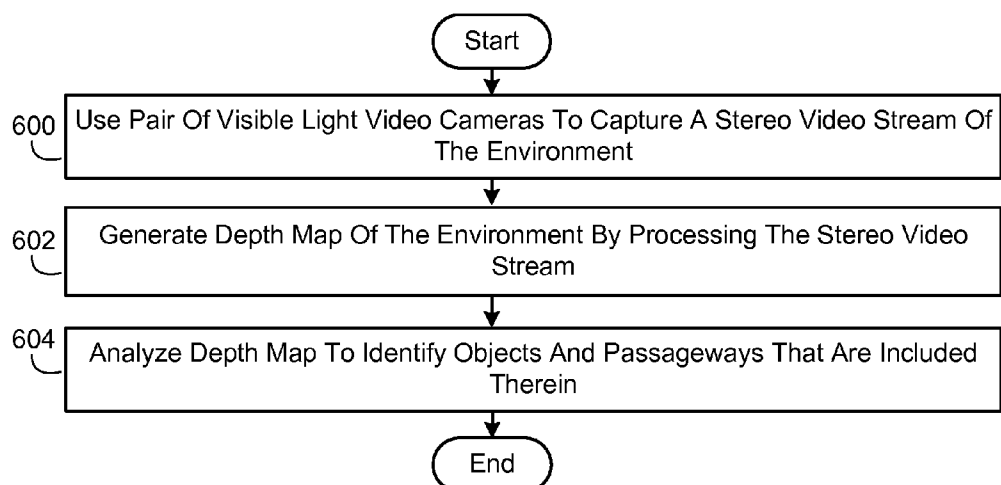 Start
600
Use Pair Of Visible Light Video Cameras To Capture A Stereo Video Stream Of
The Environment
602
Generate Depth Map Of The Environment By Processing The Stereo Video
Stream
604
Analyze Depth Map To Identify Objects And Passageways That Are Included
Therein
End